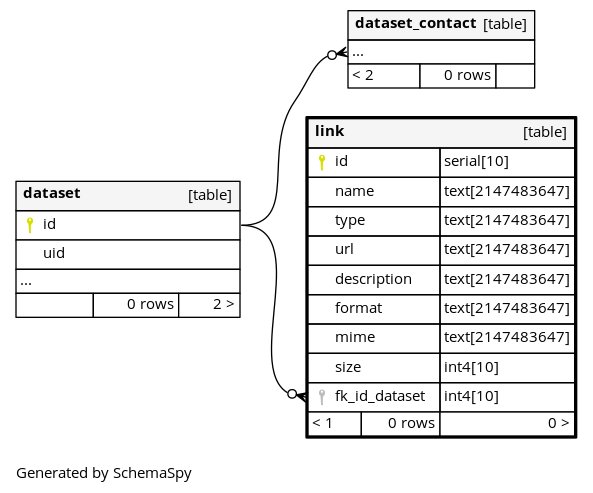 dataset_contact [table]
...
< 2 0 rows
link [table]
id serial[10]
name text[2147483647]
type text[2147483647]
url text[2147483647]
description text[2147483647]
format text[2147483647]
mime text[2147483647]
size int4[10]
fk_id_dataset int4[10]
< 1 0 rows 0 >
dataset [table]
id
uid
...
0 rows 2 >
Generated by SchemaSpy